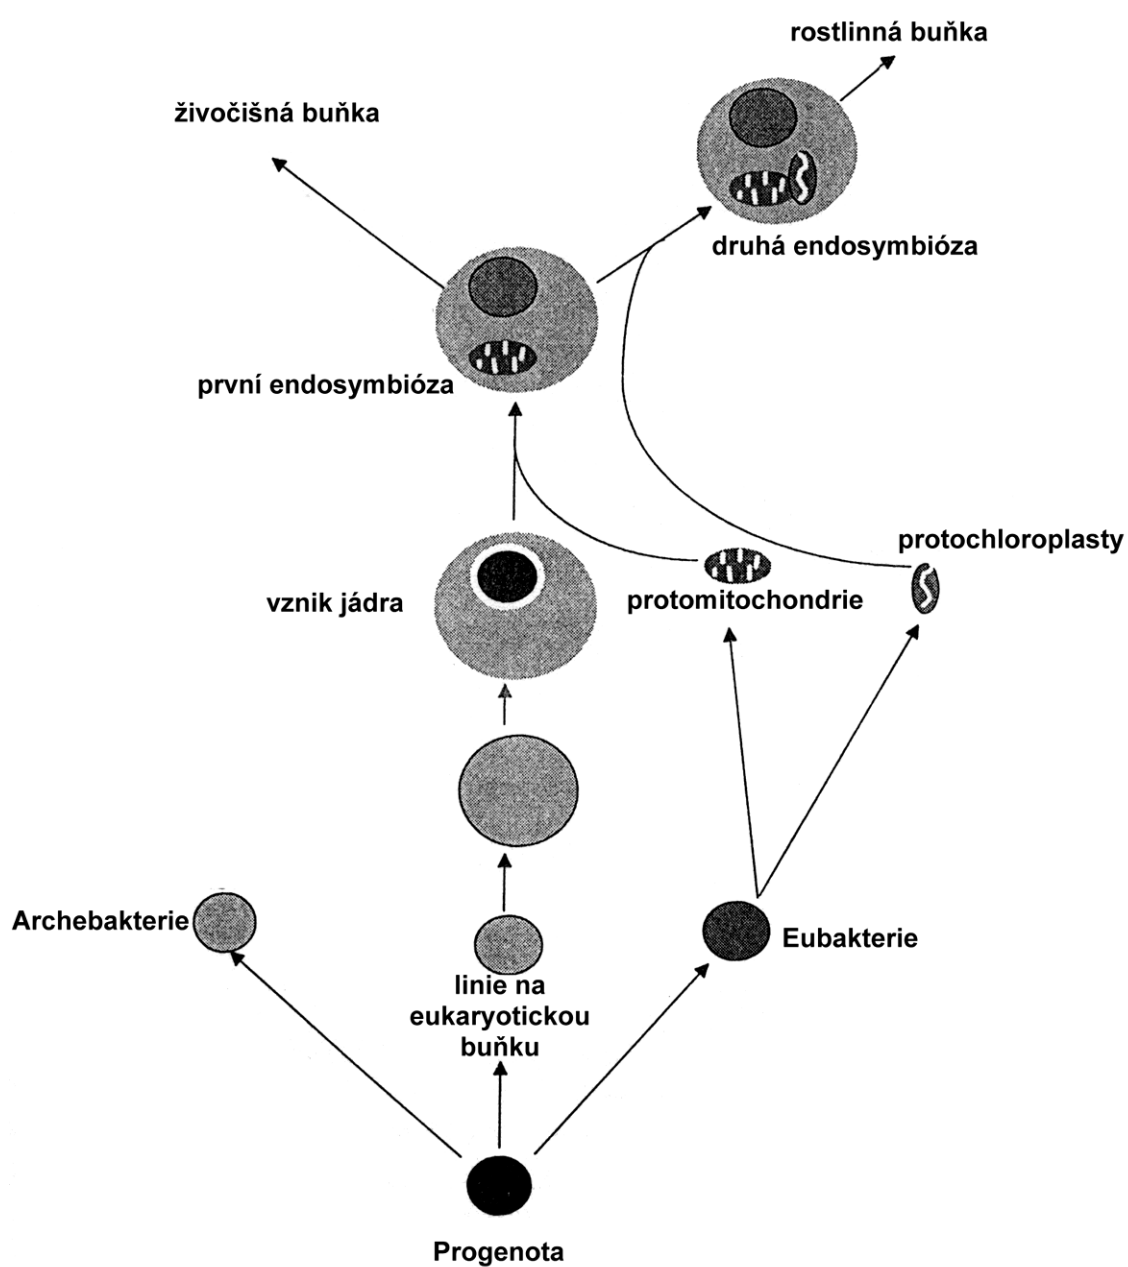 rostlinná buňka
živočišná buňka
druhá endosymbióza
první endosymbióza
protochloroplasty
vznik jádra
protomitochondrie
Archebakterie
Eubakterie
linie na
eukaryotickou
buňku
Progenota